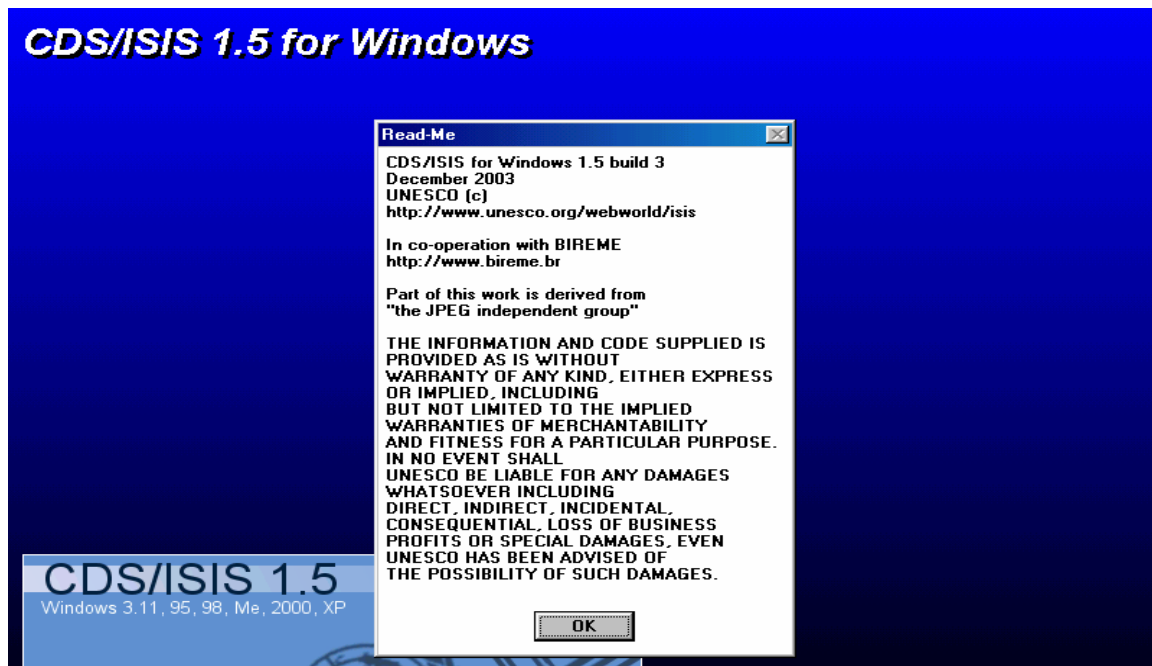 CDS/ISIS 1.5 for Windows
Read-Me
CDS/ISIS for Windows 1.5 build 3
December 2003
UNESCO (c)
http://www.unesco.org/webworld/isis
In co-operation with BIREME
http://www.bireme.br
Part of this work is derived from
"the JPEG independent group"
THE INFORMATION AND CODE SUPPLIED IS
PROVIDED AS IS WITHOUT
WARRANTY OF ANY KIND, EITHER EXPRESS
OR IMPLIED, INCLUDING
BUT NOT LIMITED TO THE IMPLIED
WARRANTIES OF MERCHANTABILITY
AND FITNESS FOR A PARTICULAR PURPOSE.
IN NO EVENT SHALL
UNESCO BE LIABLE FOR ANY DAMAGES
WHATSOEVER INCLUDING
DIRECT, INDIRECT, INCIDENTAL,
CONSEQUENTIAL, LOSS OF BUSINESS
PROFITS OR SPECIAL DAMAGES, EVEN
UNESCO HAS BEEN ADVISED OF
THE POSSIBILITY OF SUCH DAMAGES.
OK
CDS/ISIS 1.5
Windows 3.11, 95, 98, Me, 2000, XP